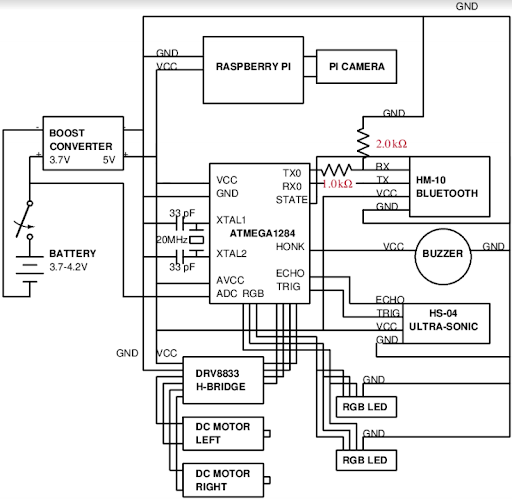 GND
GND
VCC
RASPBERRY PI
PI CAMERA
GND
BOOST
CONVERTER
3.7V 5V
- -
+ +
2.0kΩ
1.0kΩ
TX0
RX0
STATE
RX
TX
VCC
GND
HM-10
BLUETOOTH
VCC
GND
33 pF
20MHz
33 pF
XTAL1
XTAL2
ATMEGA1284
HONK
VCC
BUZZER
GND
BATTERY
3.7-4.2V
AVCC
ADC RGB
ECHO
TRIG
ECHO
TRIG
VCC
GND
HS-04
ULTRA-SONIC
GND
VCC
DRV8833
H-BRIDGE
GND
RGB LED
DC MOTOR
LEFT
GND
RGB LED
DC MOTOR
RIGHT